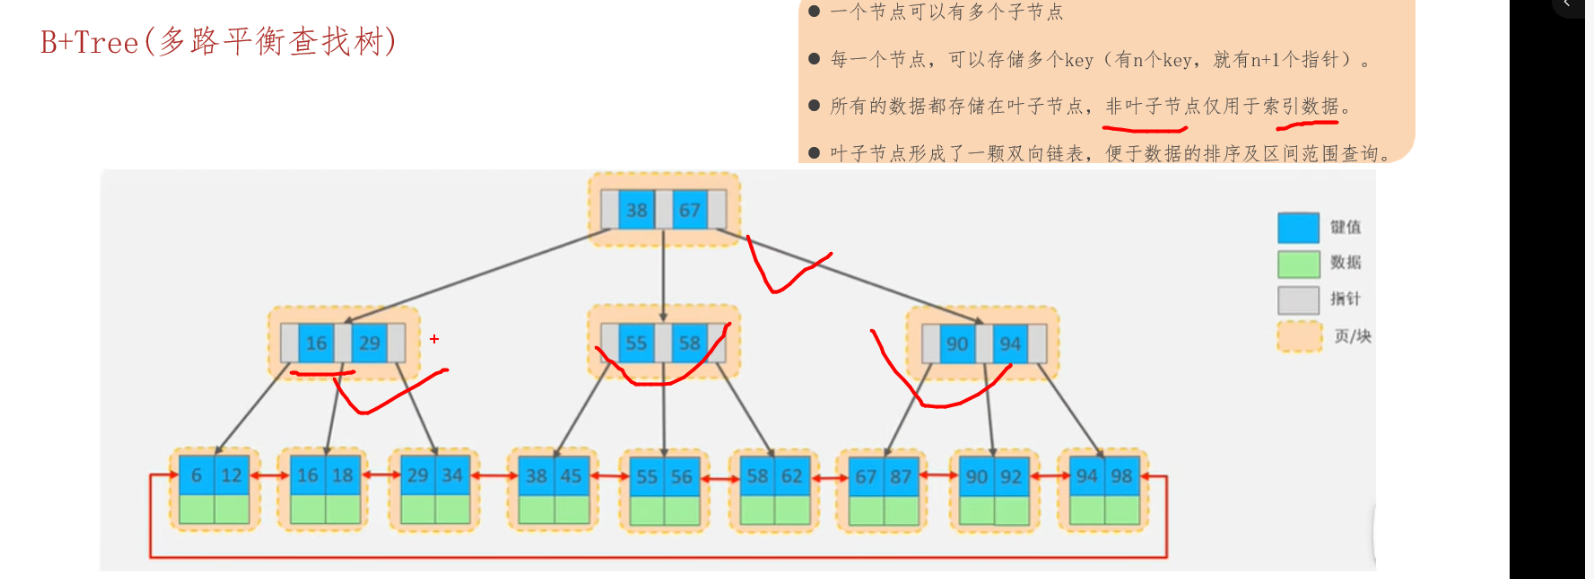 B+Tree(多路平衡查找树)
● 一个节点可以有多个子节点
● 每一个节点，可以存储多个key（有n个key，就有n+1个指针）。
● 所有的数据都存储在叶子节点，非叶子节点仅用于索引数据。
● 叶子节点形成了一颗双向链表，便于数据的排序及区间范围查询。
38 67
键值
数据
指针
页/块
16 29
55 58
90 94
6 12
16 18
29 34
38 45
55 56
58 62
67 87
90 92
94 98